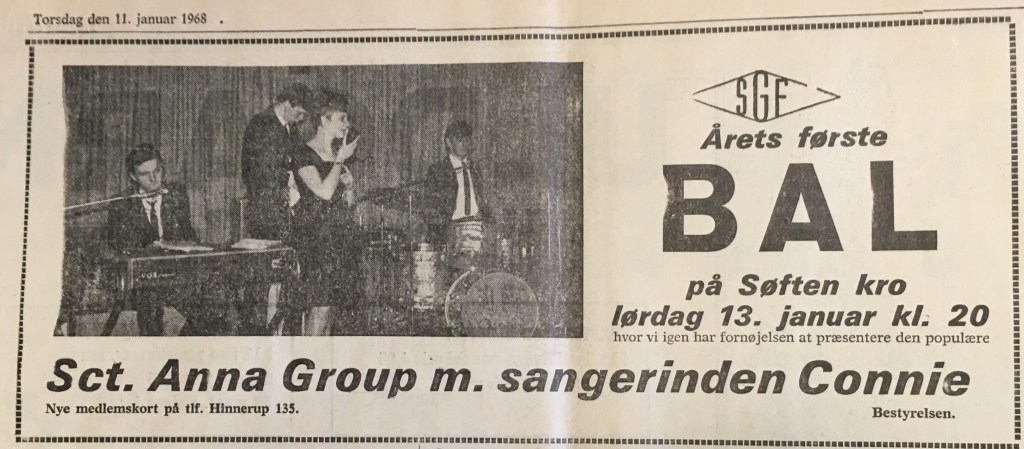 Torsdag den 11. januar 1968 .
VOX
SGF
Årets første
BAL
på Søften kro
lørdag 13. januar kl. 20
hvor vi igen har fornøjelsen at præsentere den populære
Sct. Anna Group m. sangerinden Connie
Nye medlemskort på tlf. Hinnerup 135.
Bestyrelsen.